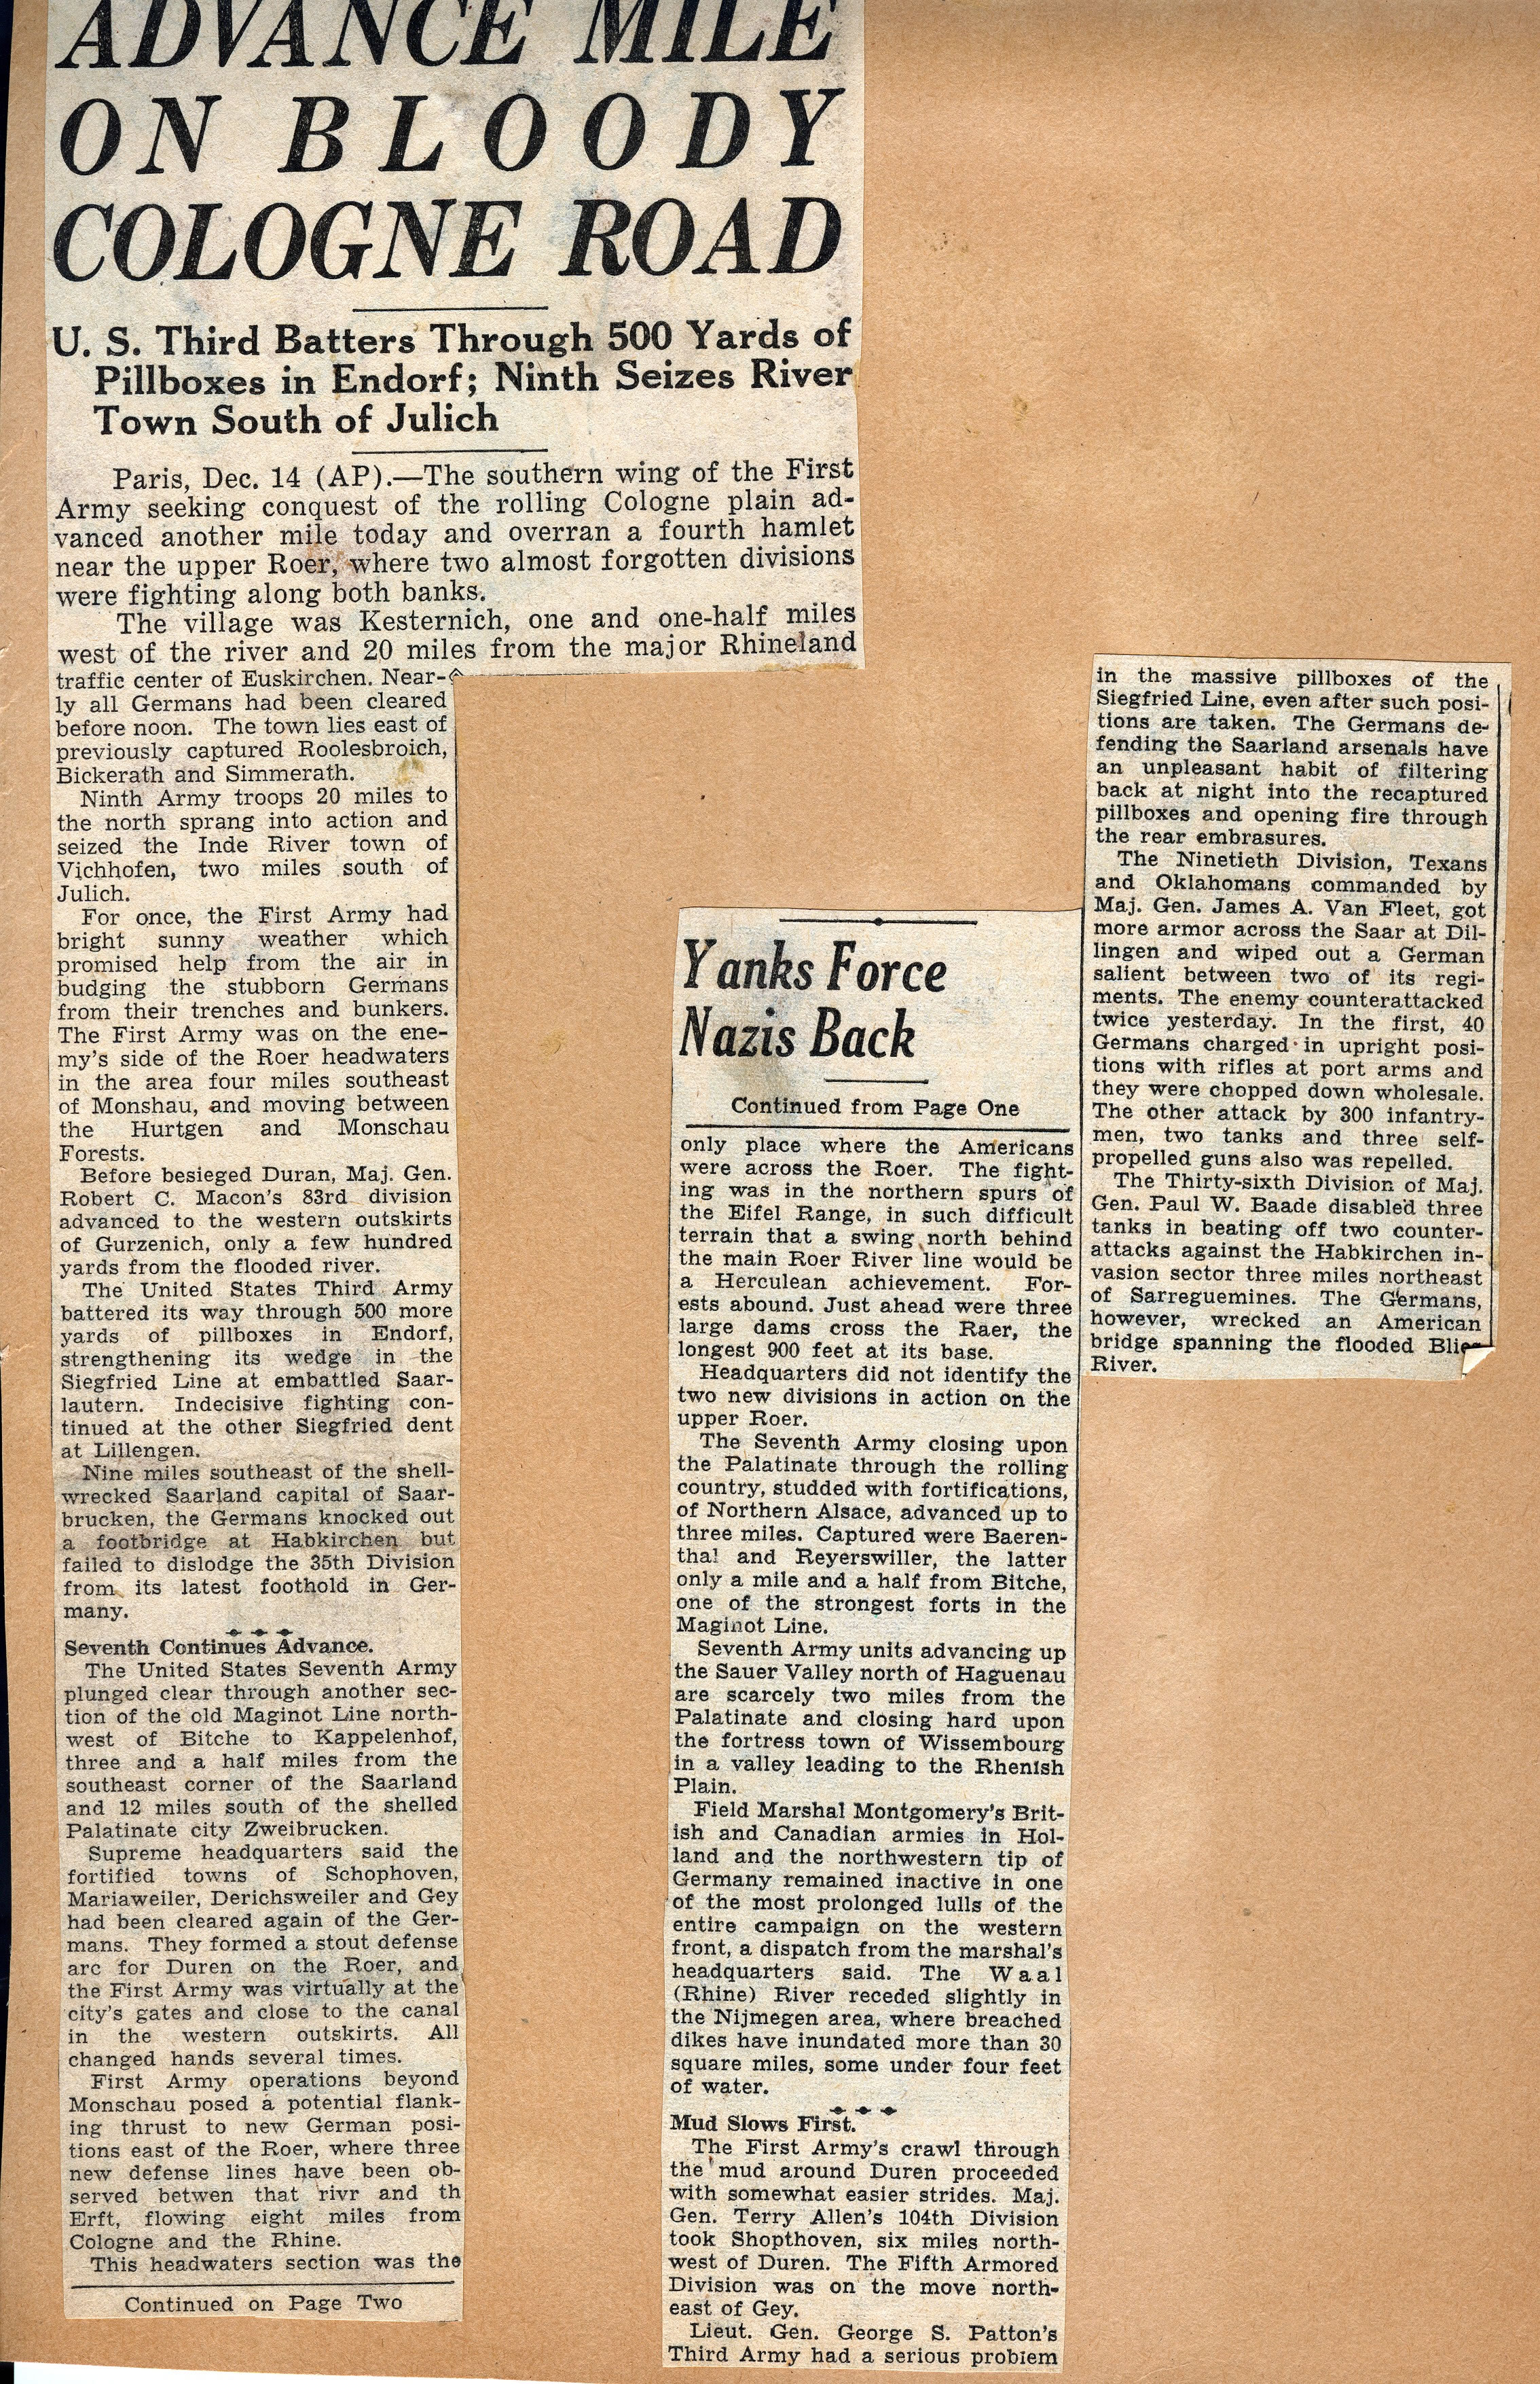 ADVANCE MILE
ON BLOODY
COLOGNE ROAD
U. S. Third Batters Through 500 Yards of
Pillboxes in Endorf; Ninth Seizes River
Town South of Julich
Paris, Dec. 14 (AP).—The southern wing of the First
Army seeking conquest of the rolling Cologne plain ad-
vanced another mile today and overran a fourth hamlet
near the upper Roer, where two almost forgotten divisions
were fighting along both banks.
The village was Kesternich, one and one-half miles
west of the river and 20 miles from the major Rhineland
traffic center of Euskirchen. Near-
ly all Germans had been cleared
before noon. The town lies east of
previously captured Roolesbroich,
Bickerath and Simmerath.
Ninth Army troops 20 miles to
the north sprang into action and
seized the Inde River town of
Vichhofen, two miles south of
Julich.
For once, the First Army had
bright sunny weather which
promised help from the air in
budging the stubborn Germans
from their trenches and bunkers.
The First Army was on the ene-
my's side of the Roer headwaters
in the area four miles southeast
of Monshau, and moving between
the Hurtgen and Monschau
Forests.
Before besieged Duran, Maj. Gen.
Robert C. Macon's 83rd division
advanced to the western outskirts
of Gurzenich, only a few hundred
yards from the flooded river.
The United States Third Army
battered its way through 500 more
yards of pillboxes in Endorf,
strengthening its wedge in the
Siegfried Line at embattled Saar-
lautern. Indecisive fighting con-
tinued at the other Siegfried dent
at Lillengen.
Nine miles southeast of the shell-
wrecked Saarland capital of Saar-
brucken, the Germans knocked out
a footbridge at Habkirchen but
failed to dislodge the 35th Division
from its latest foothold in Ger-
many.
Seventh Continues Advance.
The United States Seventh Army
plunged clear through another sec-
tion of the old Maginot Line north-
west of Bitche to Kappelenhof,
three and a half miles from the
southeast corner of the Saarland
and 12 miles south of the shelled
Palatinate city Zweibrucken.
Supreme headquarters said the
fortified towns of Schophoven,
Mariaweiler, Derichsweiler and Gey
had been cleared again of the Ger-
mans. They formed a stout defense
arc for Duren on the Roer, and
the First Army was virtually at the
city's gates and close to the canal
in the western outskirts. All
changed hands several times.
First Army operations beyond
Monschau posed a potential flank-
ing thrust to new German posi-
tions east of the Roer, where three
new defense lines have been ob-
served betwen that rivr and th
Erft, flowing eight miles from
Cologne and the Rhine.
This headwaters section was the
Continued on Page Two
Yanks Force
Nazis Back
Continued from Page One
only place where the Americans
were across the Roer. The fight-
ing was in the northern spurs of
the Eifel Range, in such difficult
terrain that a swing north behind
the main Roer River line would be
a Herculean achievement. For-
ests abound. Just ahead were three
large dams cross the Raer, the
longest 900 feet at its base.
Headquarters did not identify the
two new divisions in action on the
upper Roer.
The Seventh Army closing upon
the Palatinate through the rolling
country, studded with fortifications,
of Northern Alsace, advanced up to
three miles. Captured were Baeren-
thal and Reyerswiller, the latter
only a mile and a half from Bitche,
one of the strongest forts in the
Maginot Line.
Seventh Army units advancing up
the Sauer Valley north of Haguenau
are scarcely two miles from the
Palatinate and closing hard upon
the fortress town of Wissembourg
in a valley leading to the Rhenish
Plain.
Field Marshal Montgomery's Brit-
ish and Canadian armies in Hol-
land and the northwestern tip of
Germany remained inactive in one
of the most prolonged lulls of the
entire campaign on the western
front, a dispatch from the marshal's
headquarters said. The Waal
(Rhine) River receded slightly in
the Nijmegen area, where breached
dikes have inundated more than 30
square miles, some under four feet
of water.
Mud Slows First.
The First Army's crawl through
the mud around Duren proceeded
with somewhat easier strides. Maj.
Gen. Terry Allen's 104th Division
took Shopthoven, six miles north-
west of Duren. The Fifth Armored
Division was on the move north-
east of Gey.
Lieut. Gen. George S. Patton's
Third Army had a serious problem
in the massive pillboxes of the
Siegfried Line, even after such posi-
tions are taken. The Germans de-
fending the Saarland arsenals have
an unpleasant habit of filtering
back at night into the recaptured
pillboxes and opening fire through
the rear embrasures.
The Ninetieth Division, Texans
and Oklahomans commanded by
Maj. Gen. James A. Van Fleet, got
more armor across the Saar at Dil-
lingen and wiped out a German
salient between two of its regi-
ments. The enemy counterattacked
twice yesterday. In the first, 40
Germans charged in upright posi-
tions with rifles at port arms and
they were chopped down wholesale.
The other attack by 300 infantry-
men, two tanks and three self-
propelled guns also was repelled.
The Thirty-sixth Division of Maj.
Gen. Paul W. Baade disabled three
tanks in beating off two counter-
attacks against the Habkirchen in-
vasion sector three miles northeast
of Sarreguemines. The Germans,
however, wrecked an American
bridge spanning the flooded Blies
River.